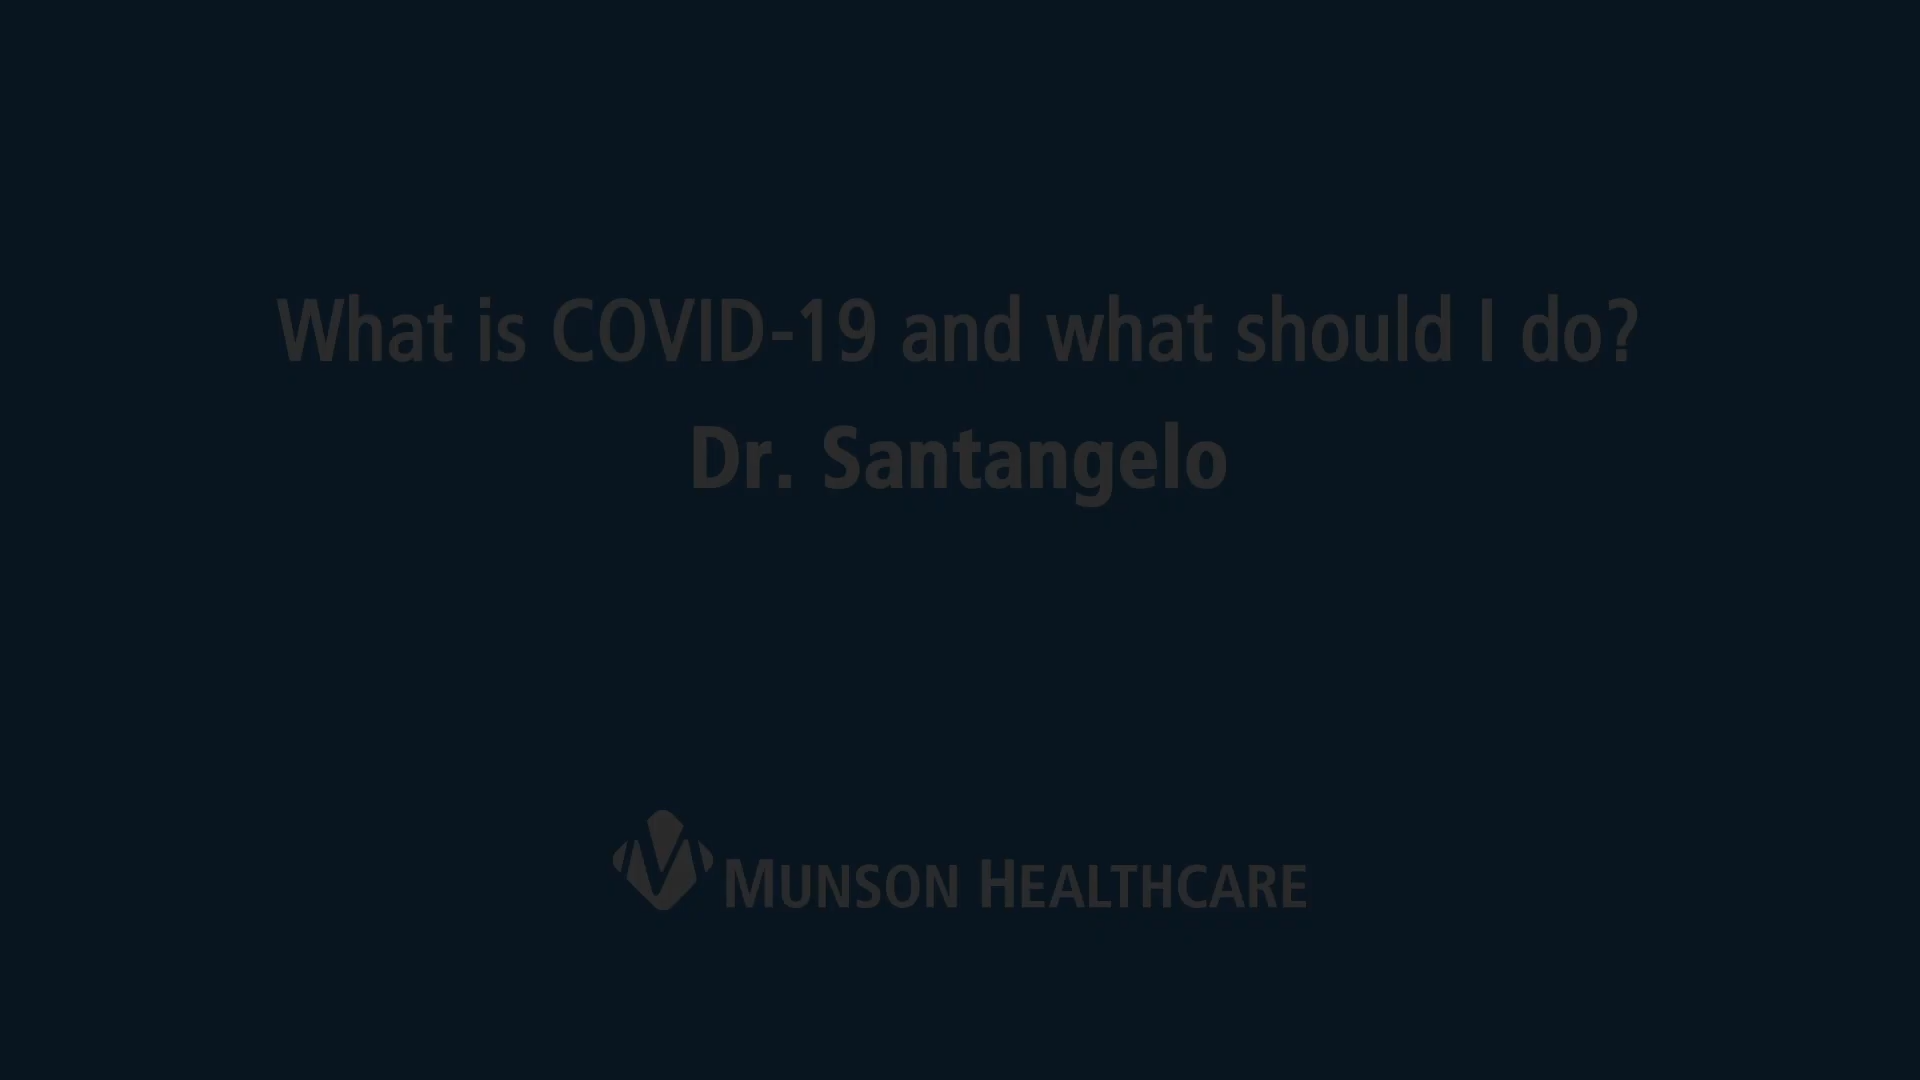 What is COVID-19 and what should I do?
Dr. Santangelo
MUNSON HEALTHCARE